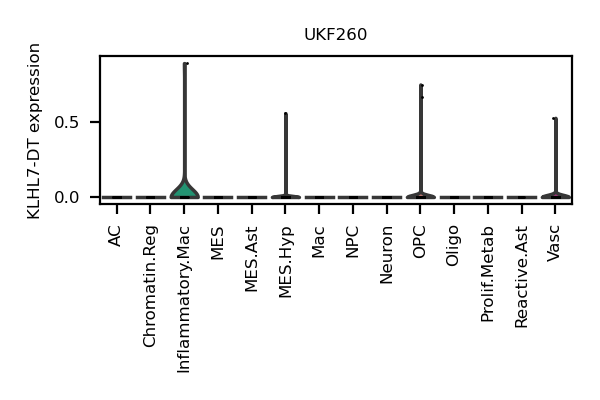 UKF260
KLHL7-DT expression
0.5
0.0
AC
Chromatin.Reg
Inflammatory.Mac
MES
MES.Ast
MES.Hyp
Mac
NPC
Neuron
OPC
Oligo
Prolif.Metab
Reactive.Ast
Vasc